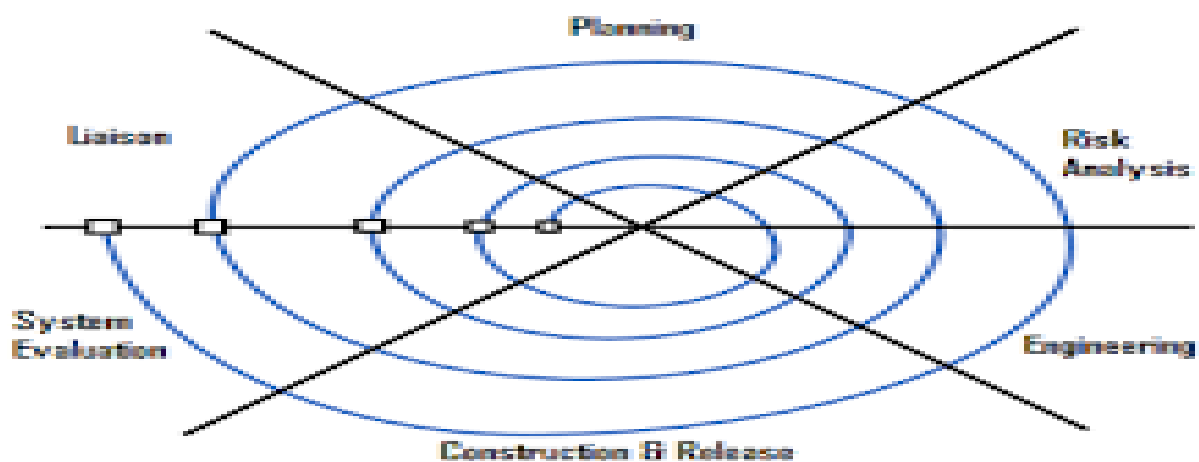 Planning
Liaison
Risk
Analysis
System
Evaluation
Engineering
Construction & Release